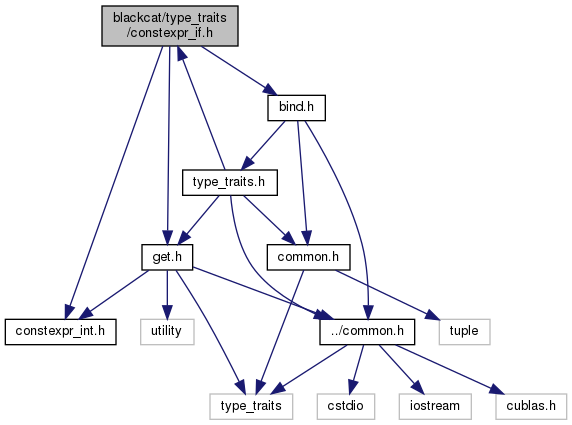 blackcat/type_traits
/constexpr_if.h
bind.h
type_traits.h
get.h
common.h
constexpr_int.h
utility
../common.h
tuple
type_traits
cstdio
iostream
cublas.h